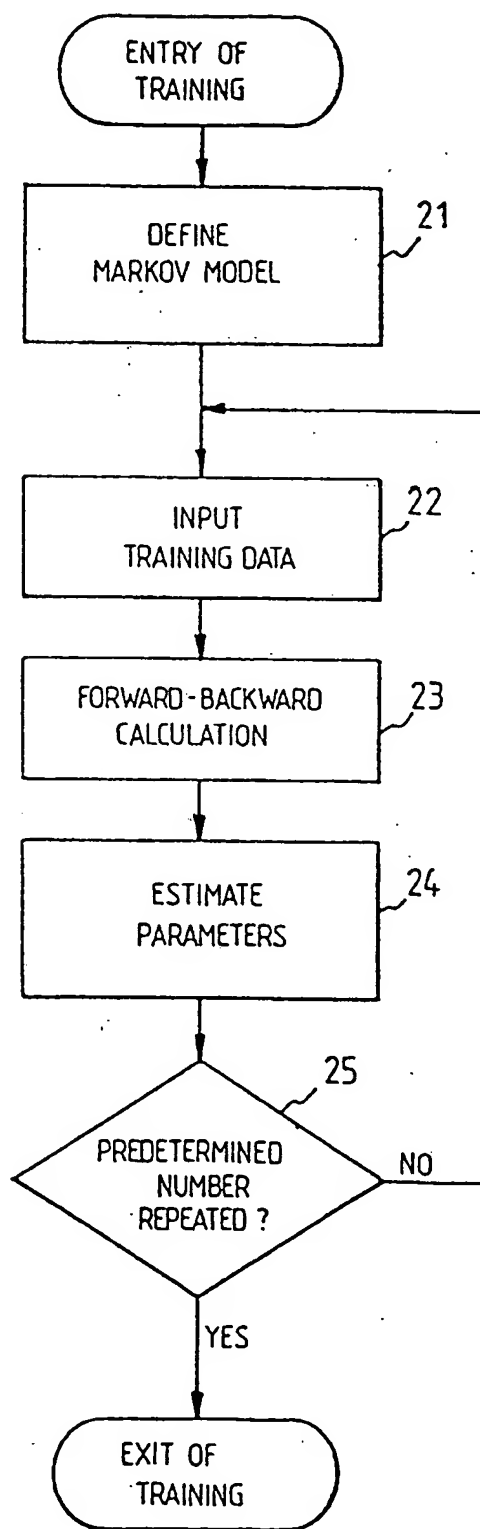 ENTRY OF
TRAINING
DEFINE
MARKOV MODEL
21
INPUT
TRAINING DATA
22
FORWARD-BACKWARD
CALCULATION
23
ESTIMATE
PARAMETERS
24
25
PREDETERMINED
NUMBER
REPEATED ?
NO
YES
EXIT OF
TRAINING